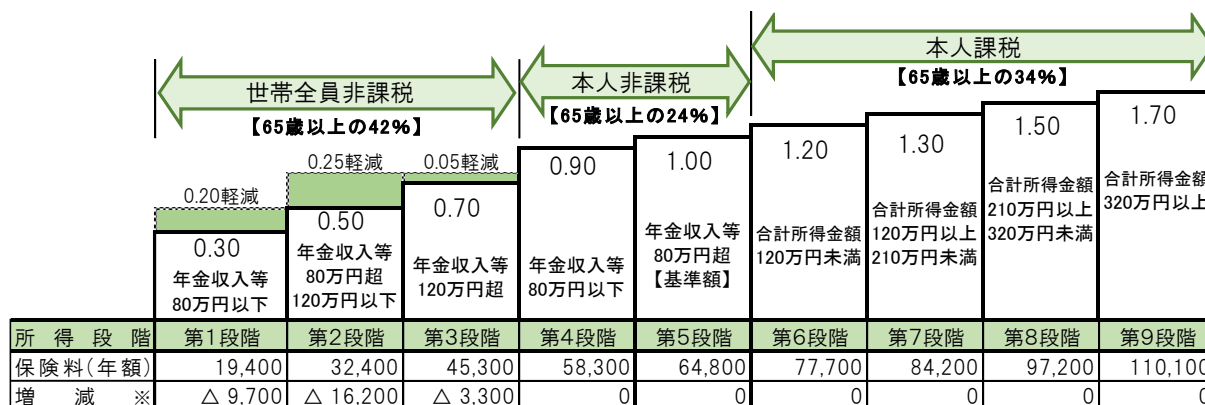 本人課税
【65歳以上の34%】
本人非課税
【65歳以上の24%】
世帯全員非課税
【65歳以上の42%】
0.20軽減
0.30
年金収入等
80万円以下
0.25軽減
0.50
年金収入等
80万円超
120万円以下
0.05軽減
0.70
年金収入等
120万円超
0.90
年金収入等
80万円以下
1.00
年金収入等
80万円超
【基準額】
1.20
合計所得金額
120万円未満
1.30
合計所得金額
120万円以上
210万円未満
1.50
合計所得金額
210万円以上
320万円未満
1.70
合計所得金額
320万円以上
所得段階 第1段階 第2段階 第3段階 第4段階 第5段階 第6段階 第7段階 第8段階 第9段階
保険料(年額) 19,400 32,400 45,300 58,300 64,800 77,700 84,200 97,200 110,100
増減※ △ 9,700 △ 16,200 △ 3,300 0 0 0 0 0 0